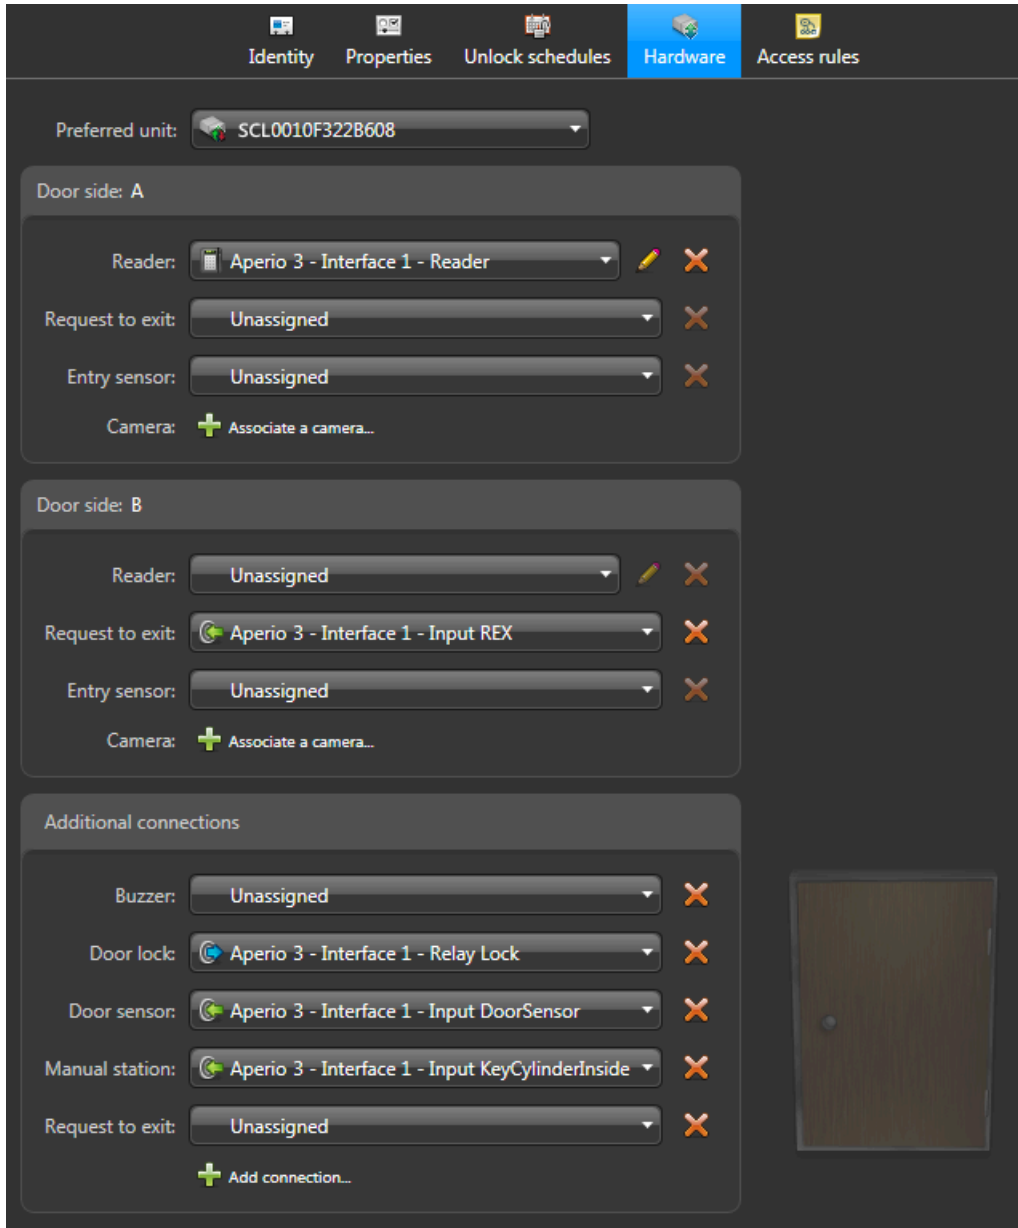 Identity Properties Unlock schedules Hardware Access rules
Preferred unit: SCL0010F322B608
Door side: A
Reader: Aperio 3 - Interface 1 - Reader
Request to exit: Unassigned
Entry sensor: Unassigned
Camera: Associate a camera...
Door side: B
Reader: Unassigned
Request to exit: Aperio 3 - Interface 1 - Input REX
Entry sensor: Unassigned
Camera: Associate a camera...
Additional connections
Buzzer: Unassigned
Door lock: Aperio 3 - Interface 1 - Relay Lock
Door sensor: Aperio 3 - Interface 1 - Input DoorSensor
Manual station: Aperio 3 - Interface 1 - Input KeyCylinderInside
Request to exit: Unassigned
Add connection...